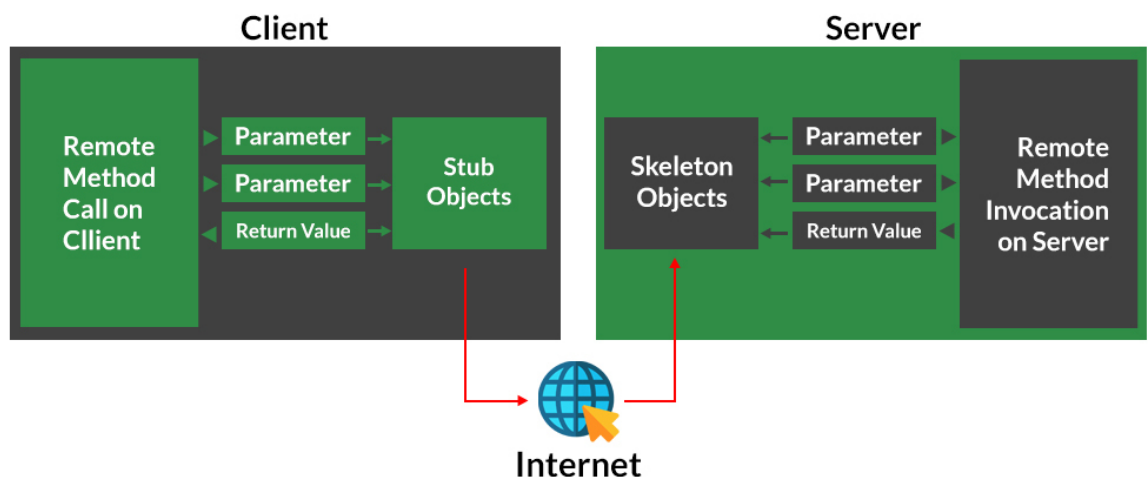 Client
Remote
Method
Call on
Cllient
Parameter
Parameter
Return Value
Stub
Objects
Server
Skeleton
Objects
Parameter
Parameter
Return Value
Remote
Method
Invocation
on Server
Internet